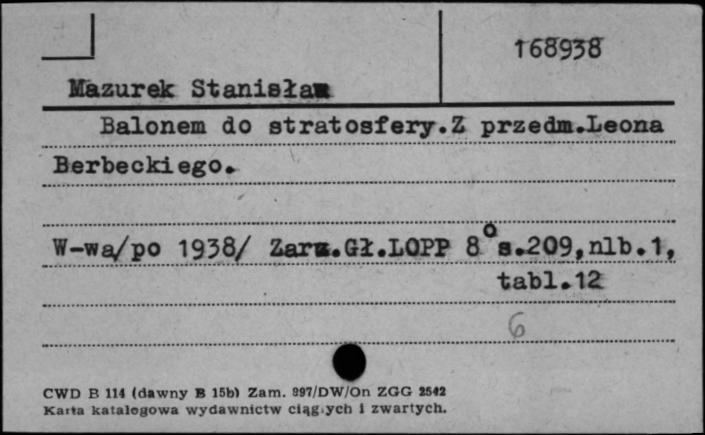 168938
Mazurek Stanisław
Balonem do stratosfery.Z przedm.Leona
Berbeckiego.
W-wa/po 1938/ Zarz.Gł.LOPP 8° s.209,nlb.1,
tabl.12
6
CWD B 114 (dawny B 15b) Zam. 897/DW/On ZGG 2542
Karta katalogowa wydawnictw ciągłych i zwartych.